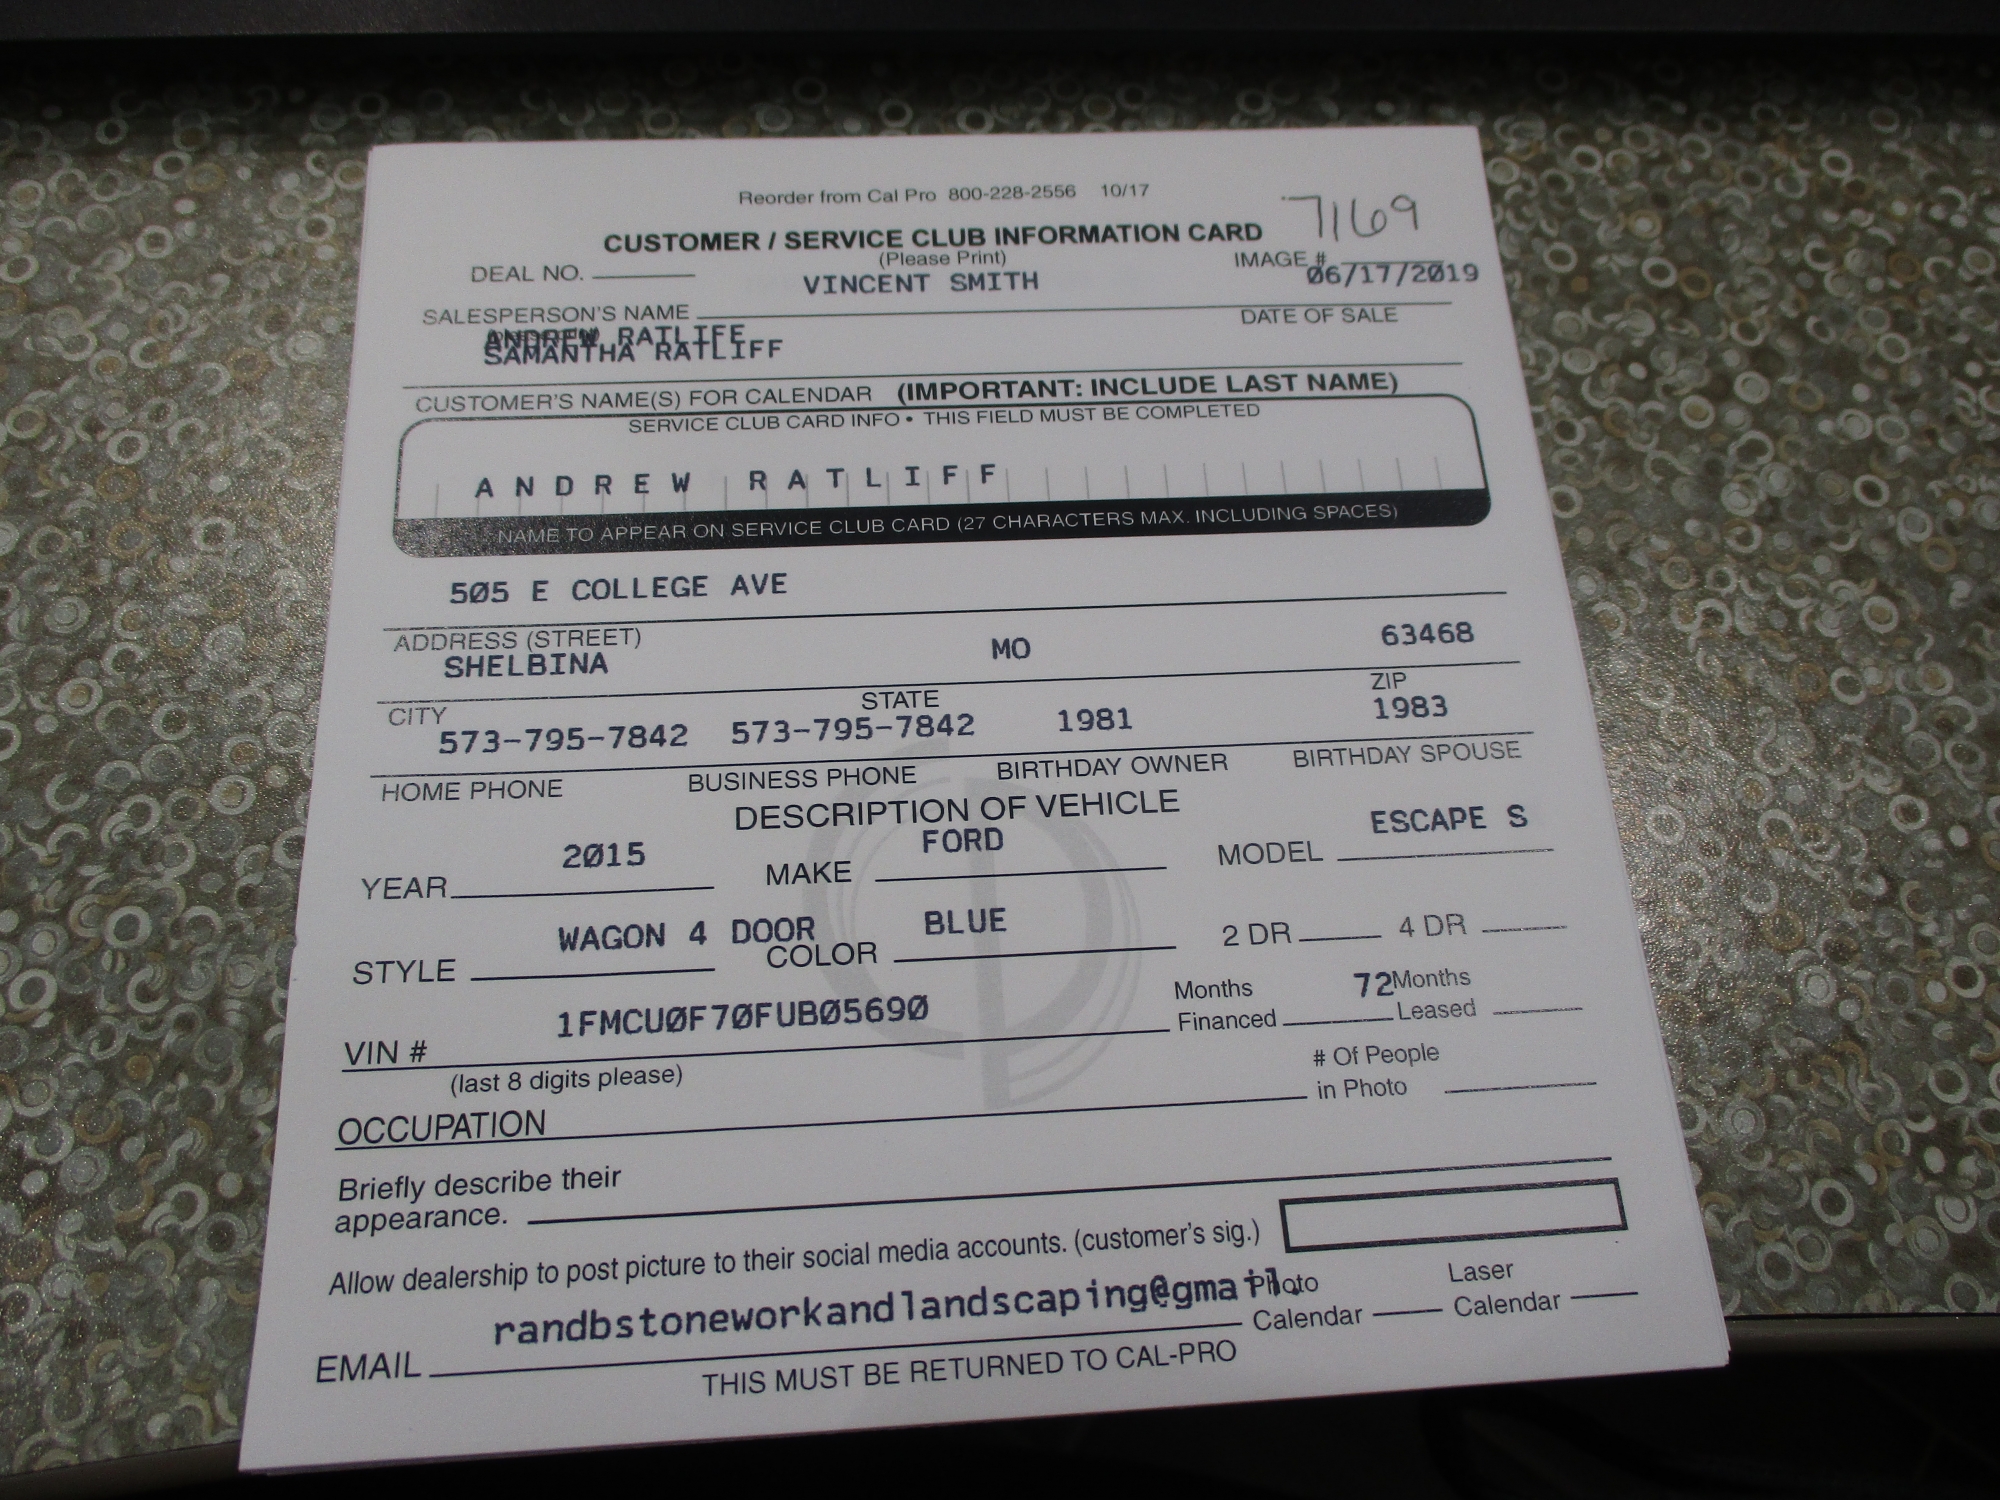 Reorder from Cal Pro 800-228-2556 10/17
7169
CUSTOMER / SERVICE CLUB INFORMATION CARD
(Please Print)
DEAL NO.
IMAGE #
VINCENT SMITH
06/17/2019
SALESPERSON'S NAME
DATE OF SALE
ANDREW RATLIFF
SAMANTHA RATLIFF
CUSTOMER'S NAME(S) FOR CALENDAR (IMPORTANT: INCLUDE LAST NAME)
SERVICE CLUB CARD INFO • THIS FIELD MUST BE COMPLETED
ANDREW RATLIFF
NAME TO APPEAR ON SERVICE CLUB CARD (27 CHARACTERS MAX. INCLUDING SPACES)
505 E COLLEGE AVE
ADDRESS (STREET)
SHELBINA MO 63468
CITY STATE ZIP
573-795-7842 573-795-7842 1981 1983
HOME PHONE BUSINESS PHONE BIRTHDAY OWNER BIRTHDAY SPOUSE
DESCRIPTION OF VEHICLE
YEAR 2015 MAKE FORD MODEL ESCAPE S
STYLE WAGON 4 DOOR COLOR BLUE 2 DR 4 DR
VIN # 1FMCU0F70FUB05690 Months Financed 72 Months Leased
(last 8 digits please)
# Of People
in Photo
OCCUPATION
Briefly describe their
appearance.
Allow dealership to post picture to their social media accounts. (customer's sig.)
EMAIL randbstoneworkandlandscaping@gmail.
Photo
Calendar
Laser
Calendar
THIS MUST BE RETURNED TO CAL-PRO